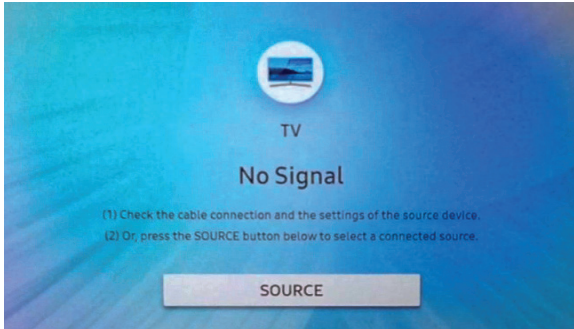 TV
No Signal
(1) Check the cable connection and the settings of the source device.
(2) Or, press the SOURCE button below to select a connected source.
SOURCE